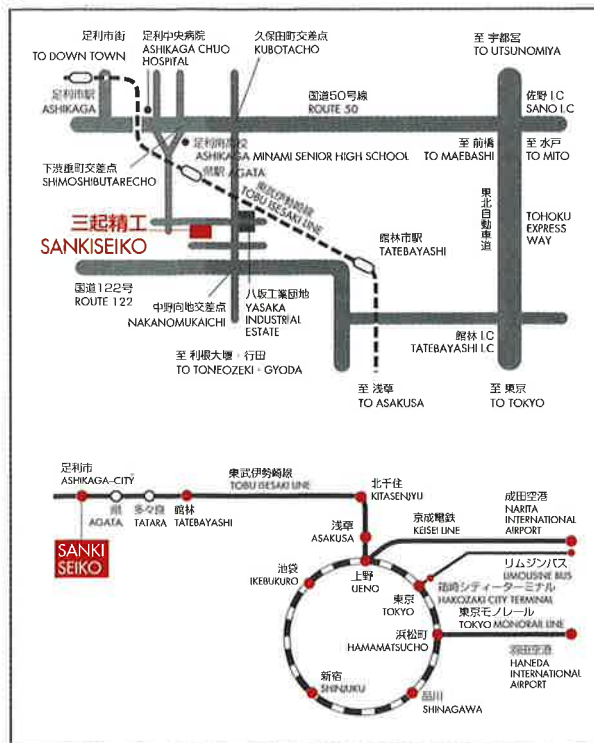 足利市街
TO DOWN TOWN
足利中央病院
ASHIKAGA CHUO
HOSPITAL
久保田町交差点
KUBOTACHO
至 宇都宮
TO UTSUNOMIYA
足利市駅
ASHIKAGA
国道50号線
ROUTE 50
佐野 I.C
SANO I.C
足利南高校
ASHIKAGA MINAMI SENIOR HIGH SCHOOL
至 前橋
TO MAEBASHI
至 水戸
TO MITO
下渋垂町交差点
SHIMOSHIBUTARECHO
県駅 AGATA
東武伊勢崎線
TOBU ISESAKI LINE
三起精工
SANKISEIKO
館林市駅
TATEBAYASHI
東北自動車道
TOHOKU
EXPRESS
WAY
国道122号
ROUTE 122
中野向地交差点
NAKANOMUKAICHI
八坂工業団地
YASAKA
INDUSTRIAL
ESTATE
館林 I.C
TATEBAYASHI I.C
至 利根大堰・行田
TO TONEOZEKI・GYODA
至 浅草
TO ASAKUSA
至 東京
TO TOKYO
足利市
ASHIKAGA-CITY
県
AGATA
多々良
TATARA
館林
TATEBAYASHI
東武伊勢崎線
TOBU ISESAKI LINE
北千住
KITASENJYU
SANKI
SEIKO
浅草
ASAKUSA
京成電鉄
KEISEI LINE
成田空港
NARITA
INTERNATIONAL
AIRPORT
池袋
IKEBUKURO
上野
UENO
リムジンバス
LIMOUSINE BUS
箱崎シティーターミナル
HAKOZAKI CITY TERMINAL
東京
TOKYO
東京モノレール
TOKYO MONORAIL LINE
浜松町
HAMAMATSUCHO
羽田空港
HANEDA
INTERNATIONAL
AIRPORT
新宿
SHINJUKU
品川
SHINAGAWA